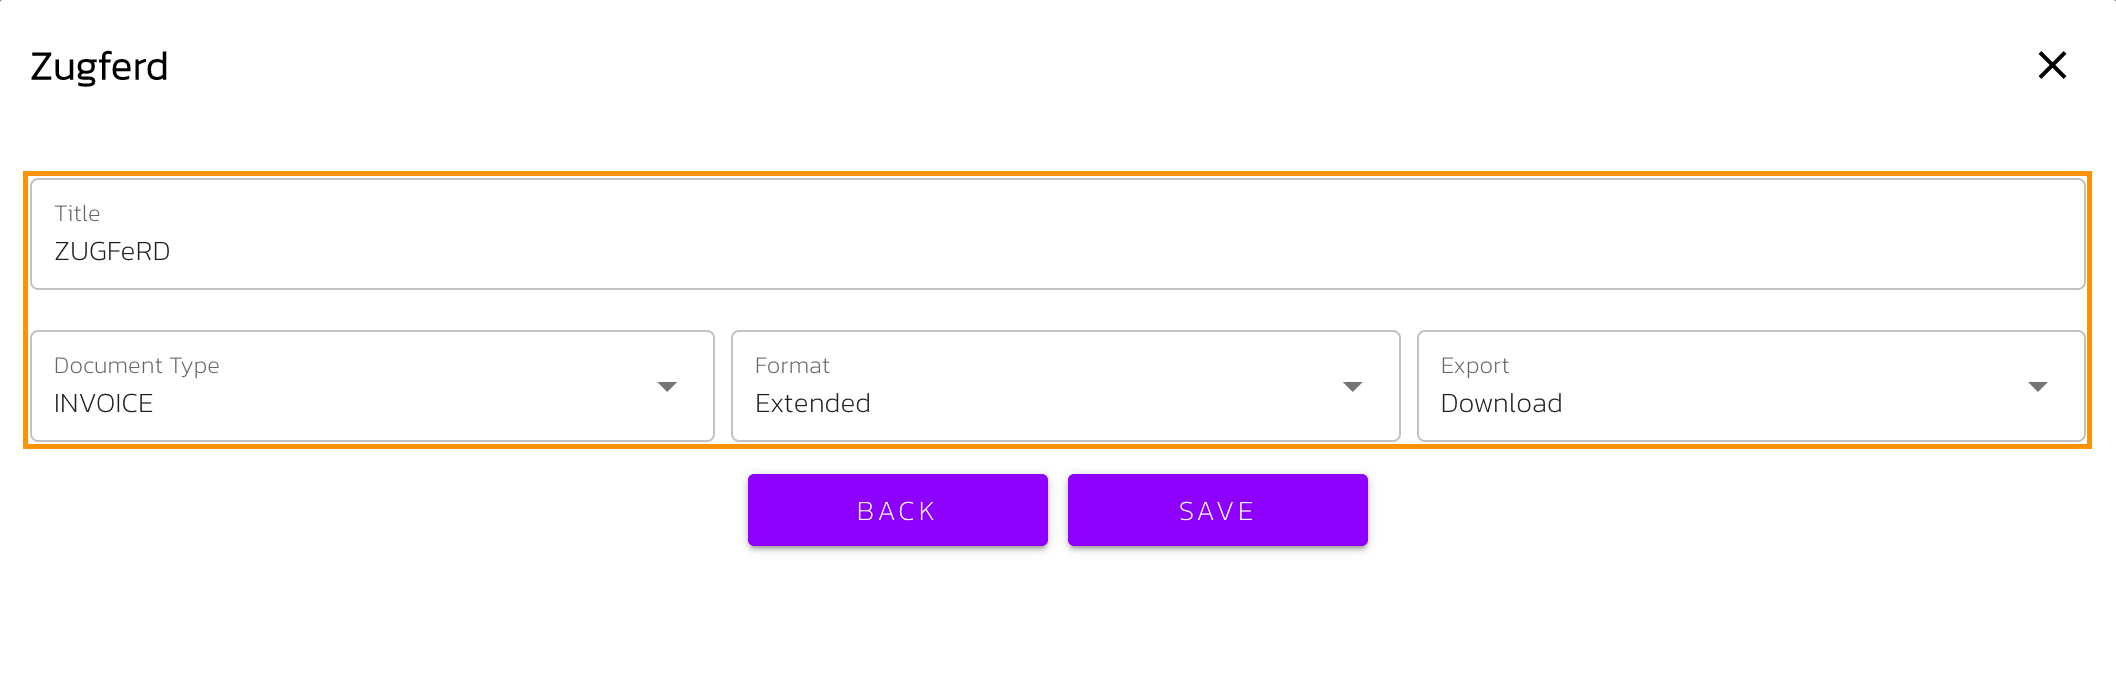 Zugferd
Title
ZUGFeRD
Document Type
INVOICE
Format
Extended
Export
Download
BACK
SAVE